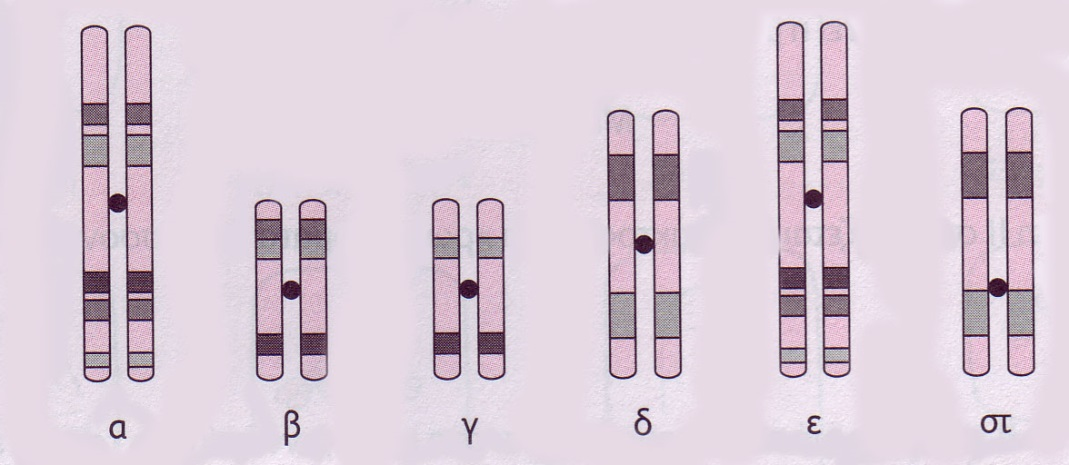 α β γ δ ε στ